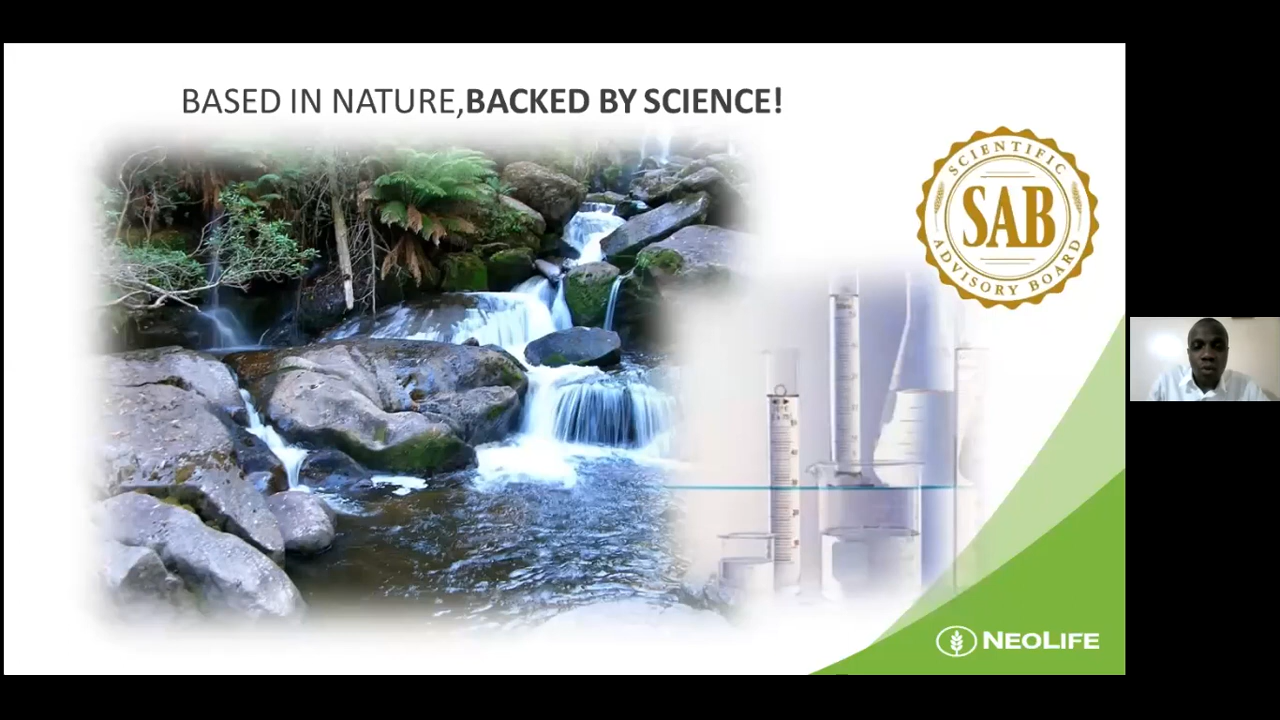 BASED IN NATURE,BACKED BY SCIENCE!
SCIENTIFIC
SAB
ADVISORY BOARD
NEOLIFE